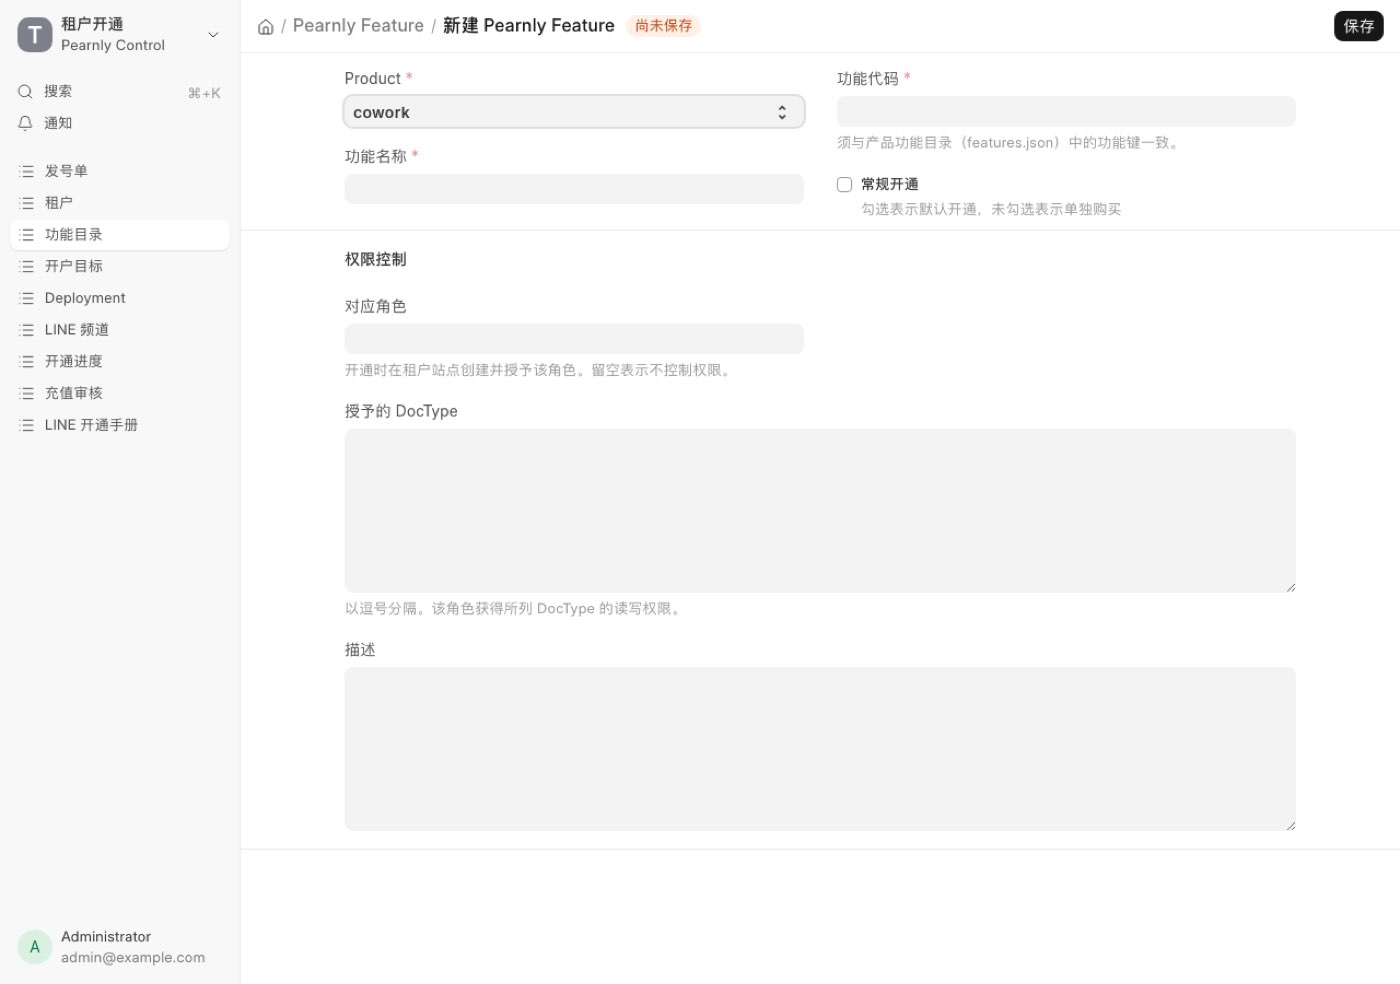 T
租户开通
Pearnly Control
搜索 ⌘+K
通知
发号单
租户
功能目录
开户目标
Deployment
LINE 频道
开通进度
充值审核
LINE 开通手册
A
Administrator
admin@example.com
/ Pearnly Feature / 新建 Pearnly Feature 尚未保存
保存
Product *
cowork
功能名称 *
功能代码 *
须与产品功能目录（features.json）中的功能键一致。
常规开通
勾选表示默认开通，未勾选表示单独购买
权限控制
对应角色
开通时在租户站点创建并授予该角色。留空表示不控制权限。
授予的 DocType
以逗号分隔。该角色获得所列 DocType 的读写权限。
描述